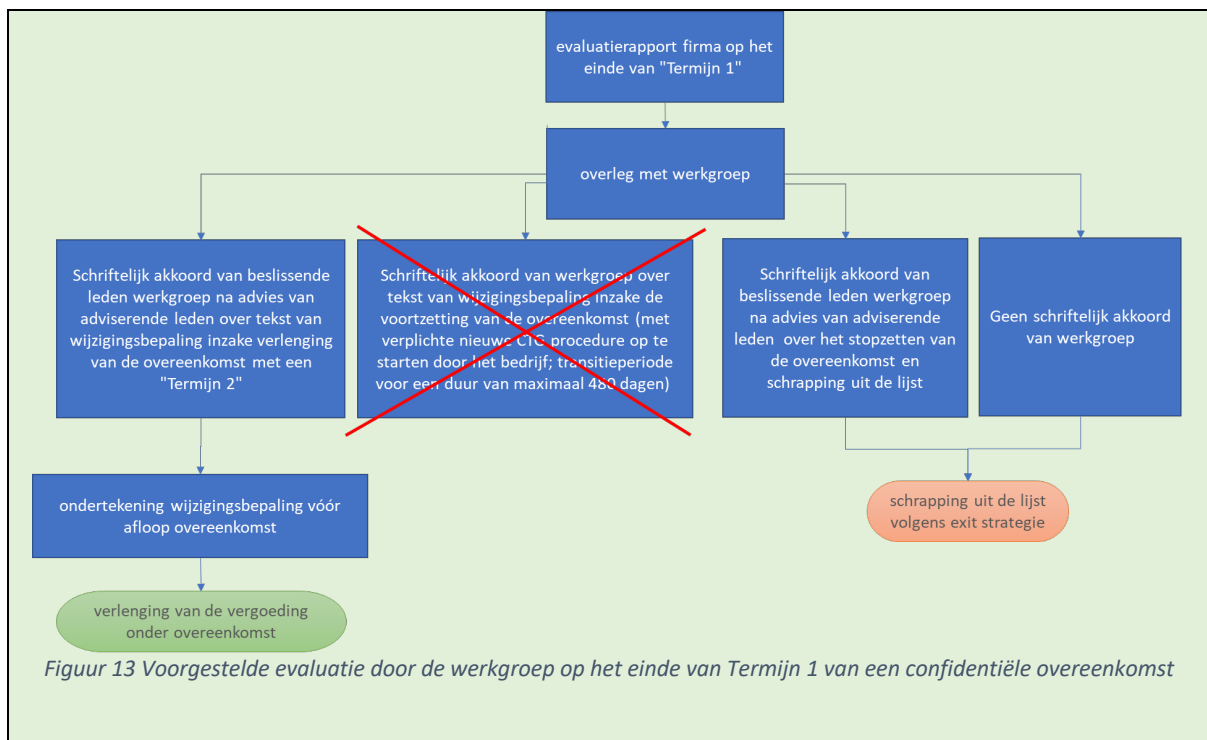 evaluatierapport firma op het
einde van "Termijn 1"
overleg met werkgroep
Schriftelijk akkoord van beslissende
leden werkgroep na advies van
adviserende leden over tekst van
wijzigingsbepaling inzake verlenging
van de overeenkomst met een
"Termijn 2"
Schriftelijk akkoord van werkgroep over
tekst van wijzigingsbepaling inzake de
voortzetting van de overeenkomst (met
verplichte nieuwe CTG procedure op te
starten door het bedrijf; transitieperiode
voor een duur van maximaal 480 dagen)
Schriftelijk akkoord van
beslissende leden werkgroep
na advies van adviserende
leden over het stopzetten van
de overeenkomst en
schrapping uit de lijst
Geen schriftelijk akkoord
van werkgroep
ondertekening wijzigingsbepaling vóór
afloop overeenkomst
schrapping uit de lijst
volgens exit strategie
verlenging van de vergoeding
onder overeenkomst
Figuur 13 Voorgestelde evaluatie door de werkgroep op het einde van Termijn 1 van een confidentiële overeenkomst